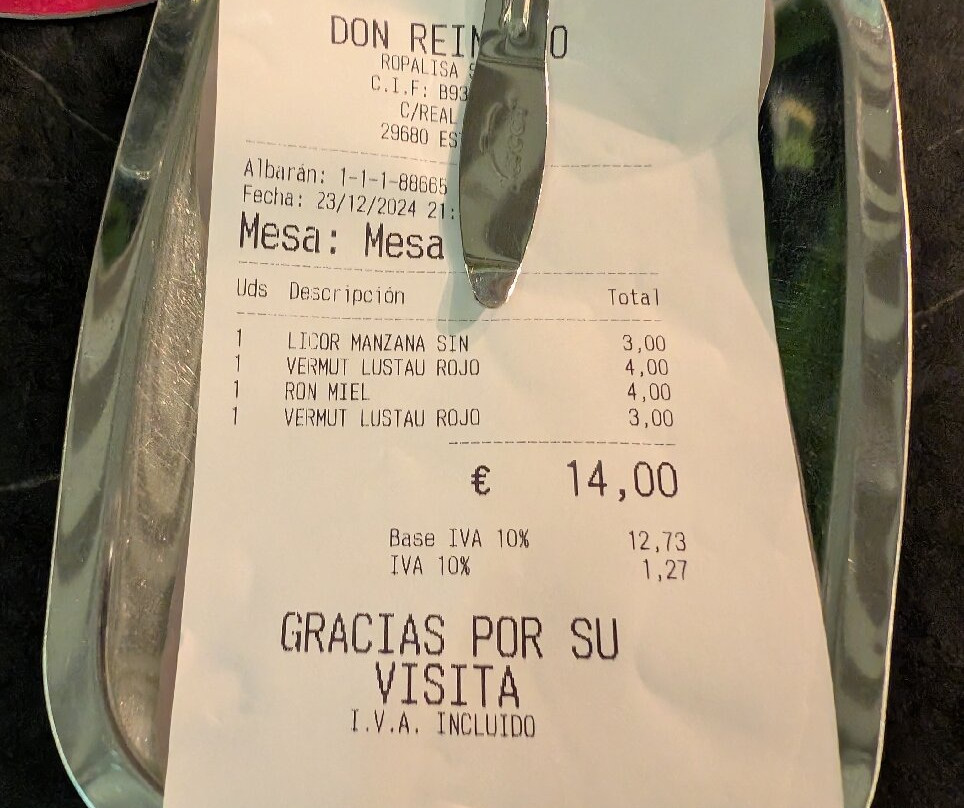 DON
ROPALISA
C.I.F: B93
C/REAL
29680
Albarán: 1-1-1-88665
Fecha: 23/12/2024 21:
Mesa: Mesa
Uds Descripción Total
1 LICOR MANZANA SIN 3,00
1 VERMUT LUSTAU ROJO 4,00
1 RON MIEL 4,00
1 VERMUT LUSTAU ROJO 3,00
€ 14,00
Base IVA 10% 12,73
IVA 10% 1,27
GRACIAS POR SU
VISITA
I.V.A. INCLUIDO